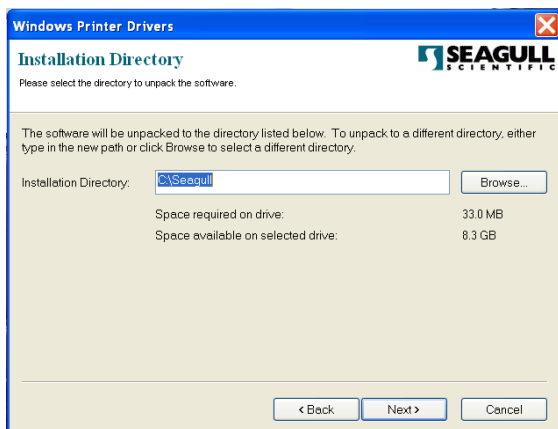 Windows Printer Drivers
Installation Directory
SEAGULL
SCIENTIFIC
Please select the directory to unpack the software.
The software will be unpacked to the directory listed below. To unpack to a different directory, either
type in the new path or click Browse to select a different directory.
Installation Directory: C:\Seagull Browse...
Space required on drive: 33.0 MB
Space available on selected drive: 8.3 GB
< Back Next > Cancel